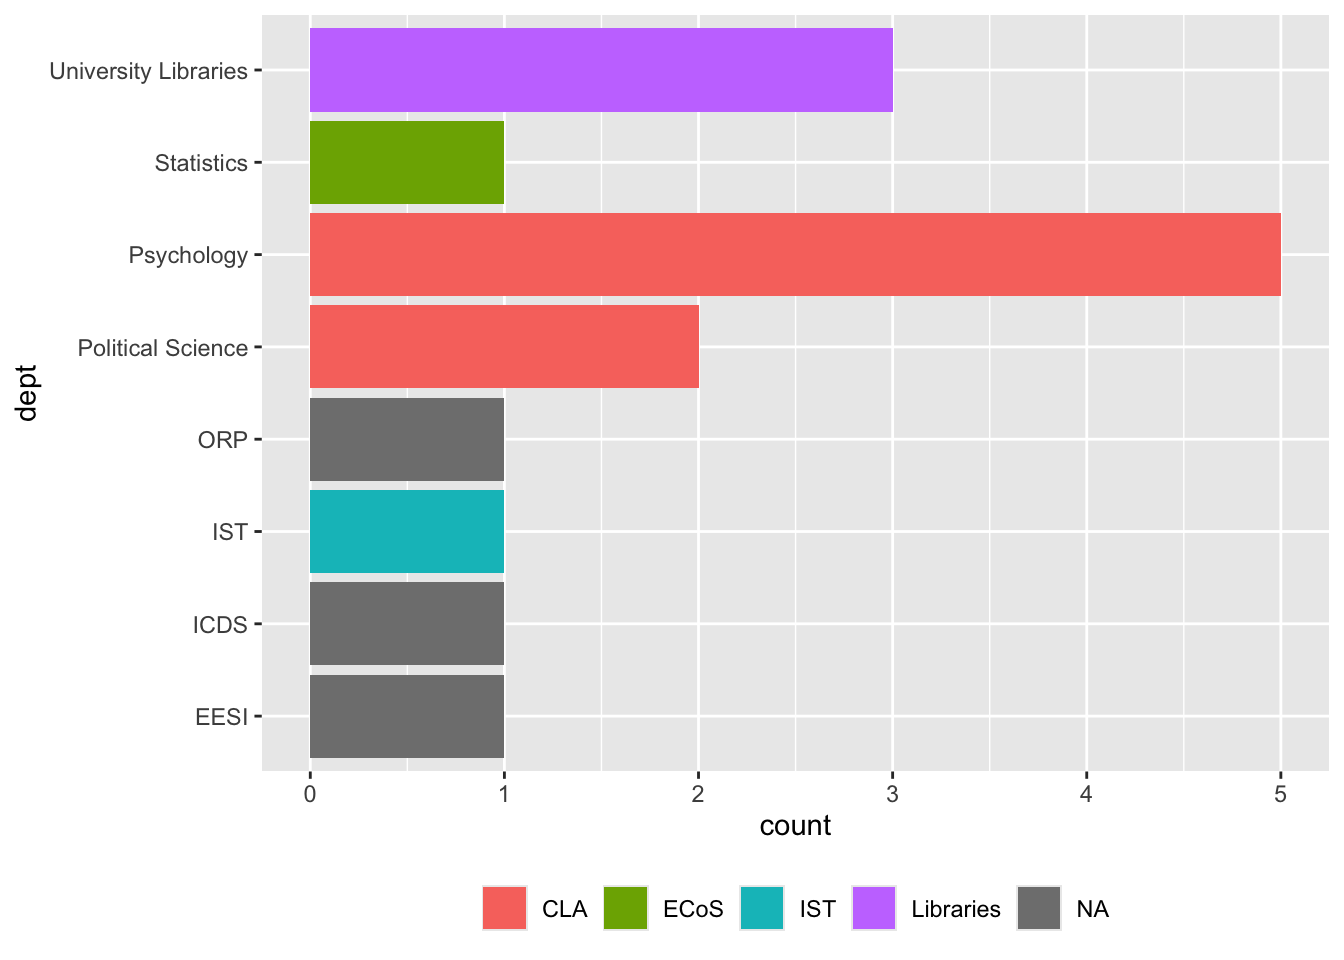 University Libraries
Statistics
Psychology
Political Science
ORP
IST
ICDS
EESI
dept
0 1 2 3 4 5
count
CLA ECoS IST Libraries NA